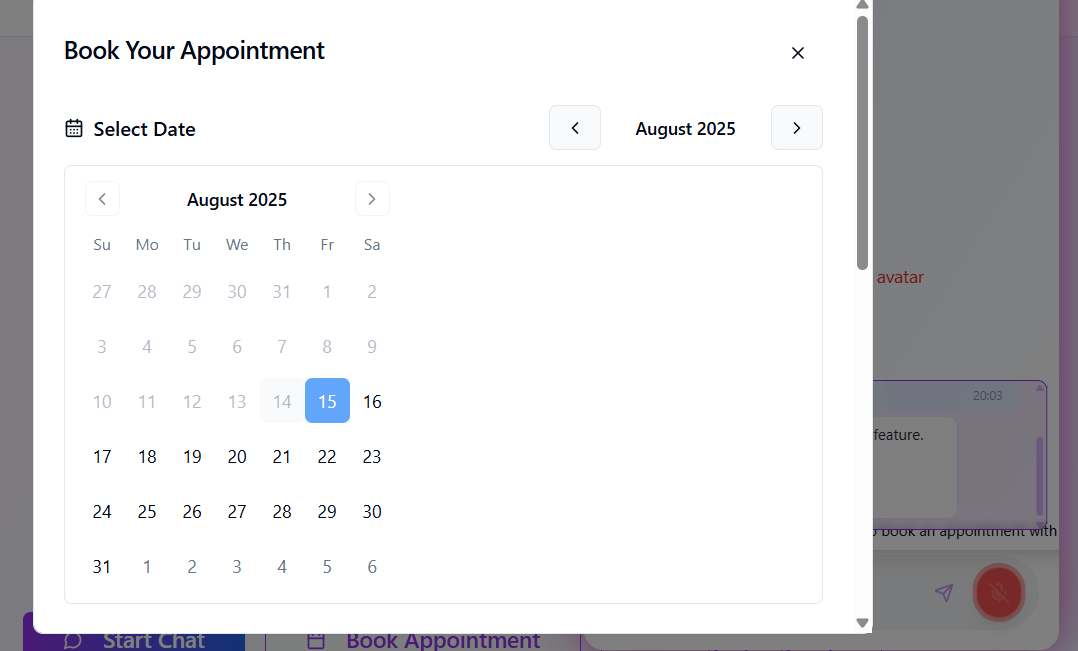 Book Your Appointment
Select Date
August 2025
August 2025
Su Mo Tu We Th Fr Sa
27 28 29 30 31 1 2
3 4 5 6 7 8 9
10 11 12 13 14 15 16
17 18 19 20 21 22 23
24 25 26 27 28 29 30
31 1 2 3 4 5 6
avatar
20:03
feature.
book an appointment with
Start Chat
Book Appointment